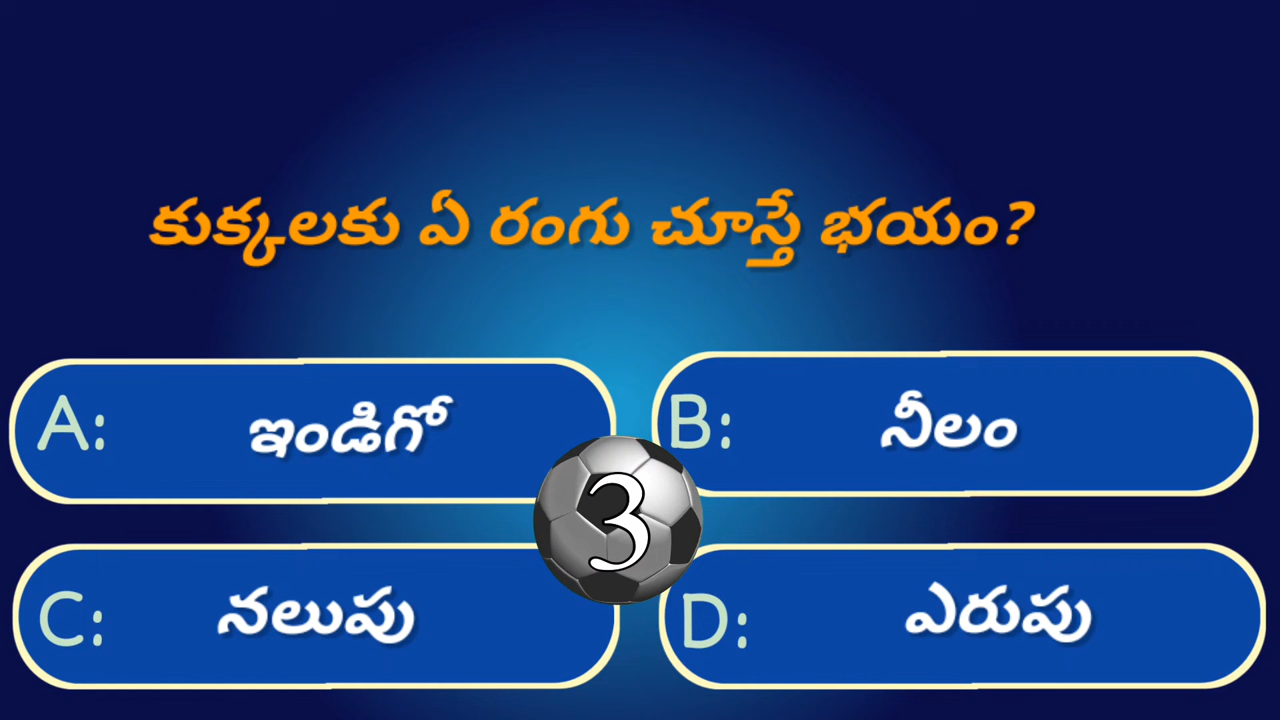 కుక్కలకు ఏ రంగు చూస్తే భయం?
A: ఇండిగో
B: నీలం
3
C: నలుపు
D: ఎరుపు